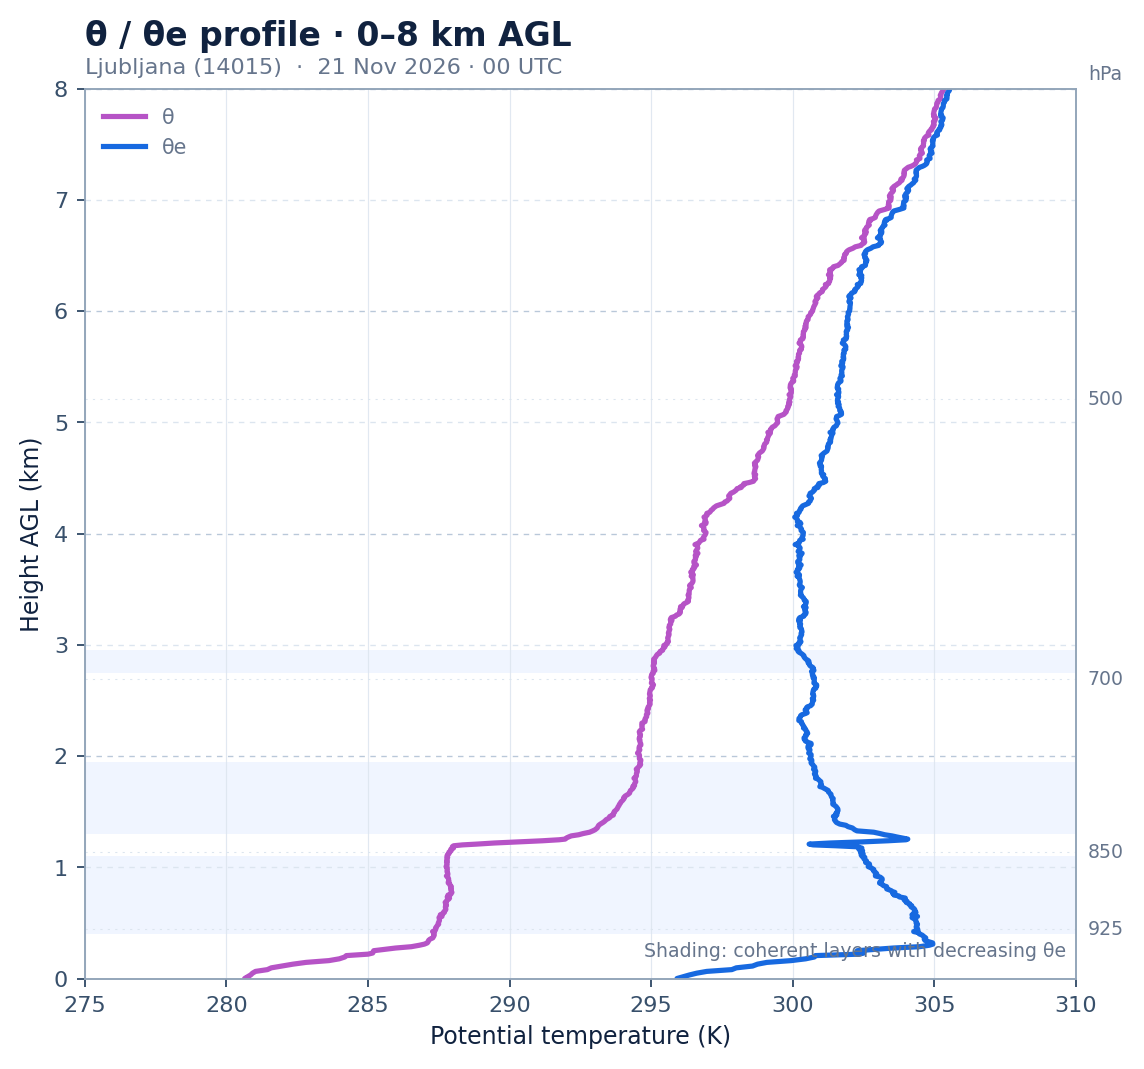 θ / θe profile · 0–8 km AGL
Ljubljana (14015) · 21 Nov 2026 · 00 UTC
hPa
θ
θe
8
7
6
5
4
3
2
1
0
500
700
850
925
Height AGL (km)
Shading: coherent layers with decreasing θe
275 280 285 290 295 300 305 310
Potential temperature (K)